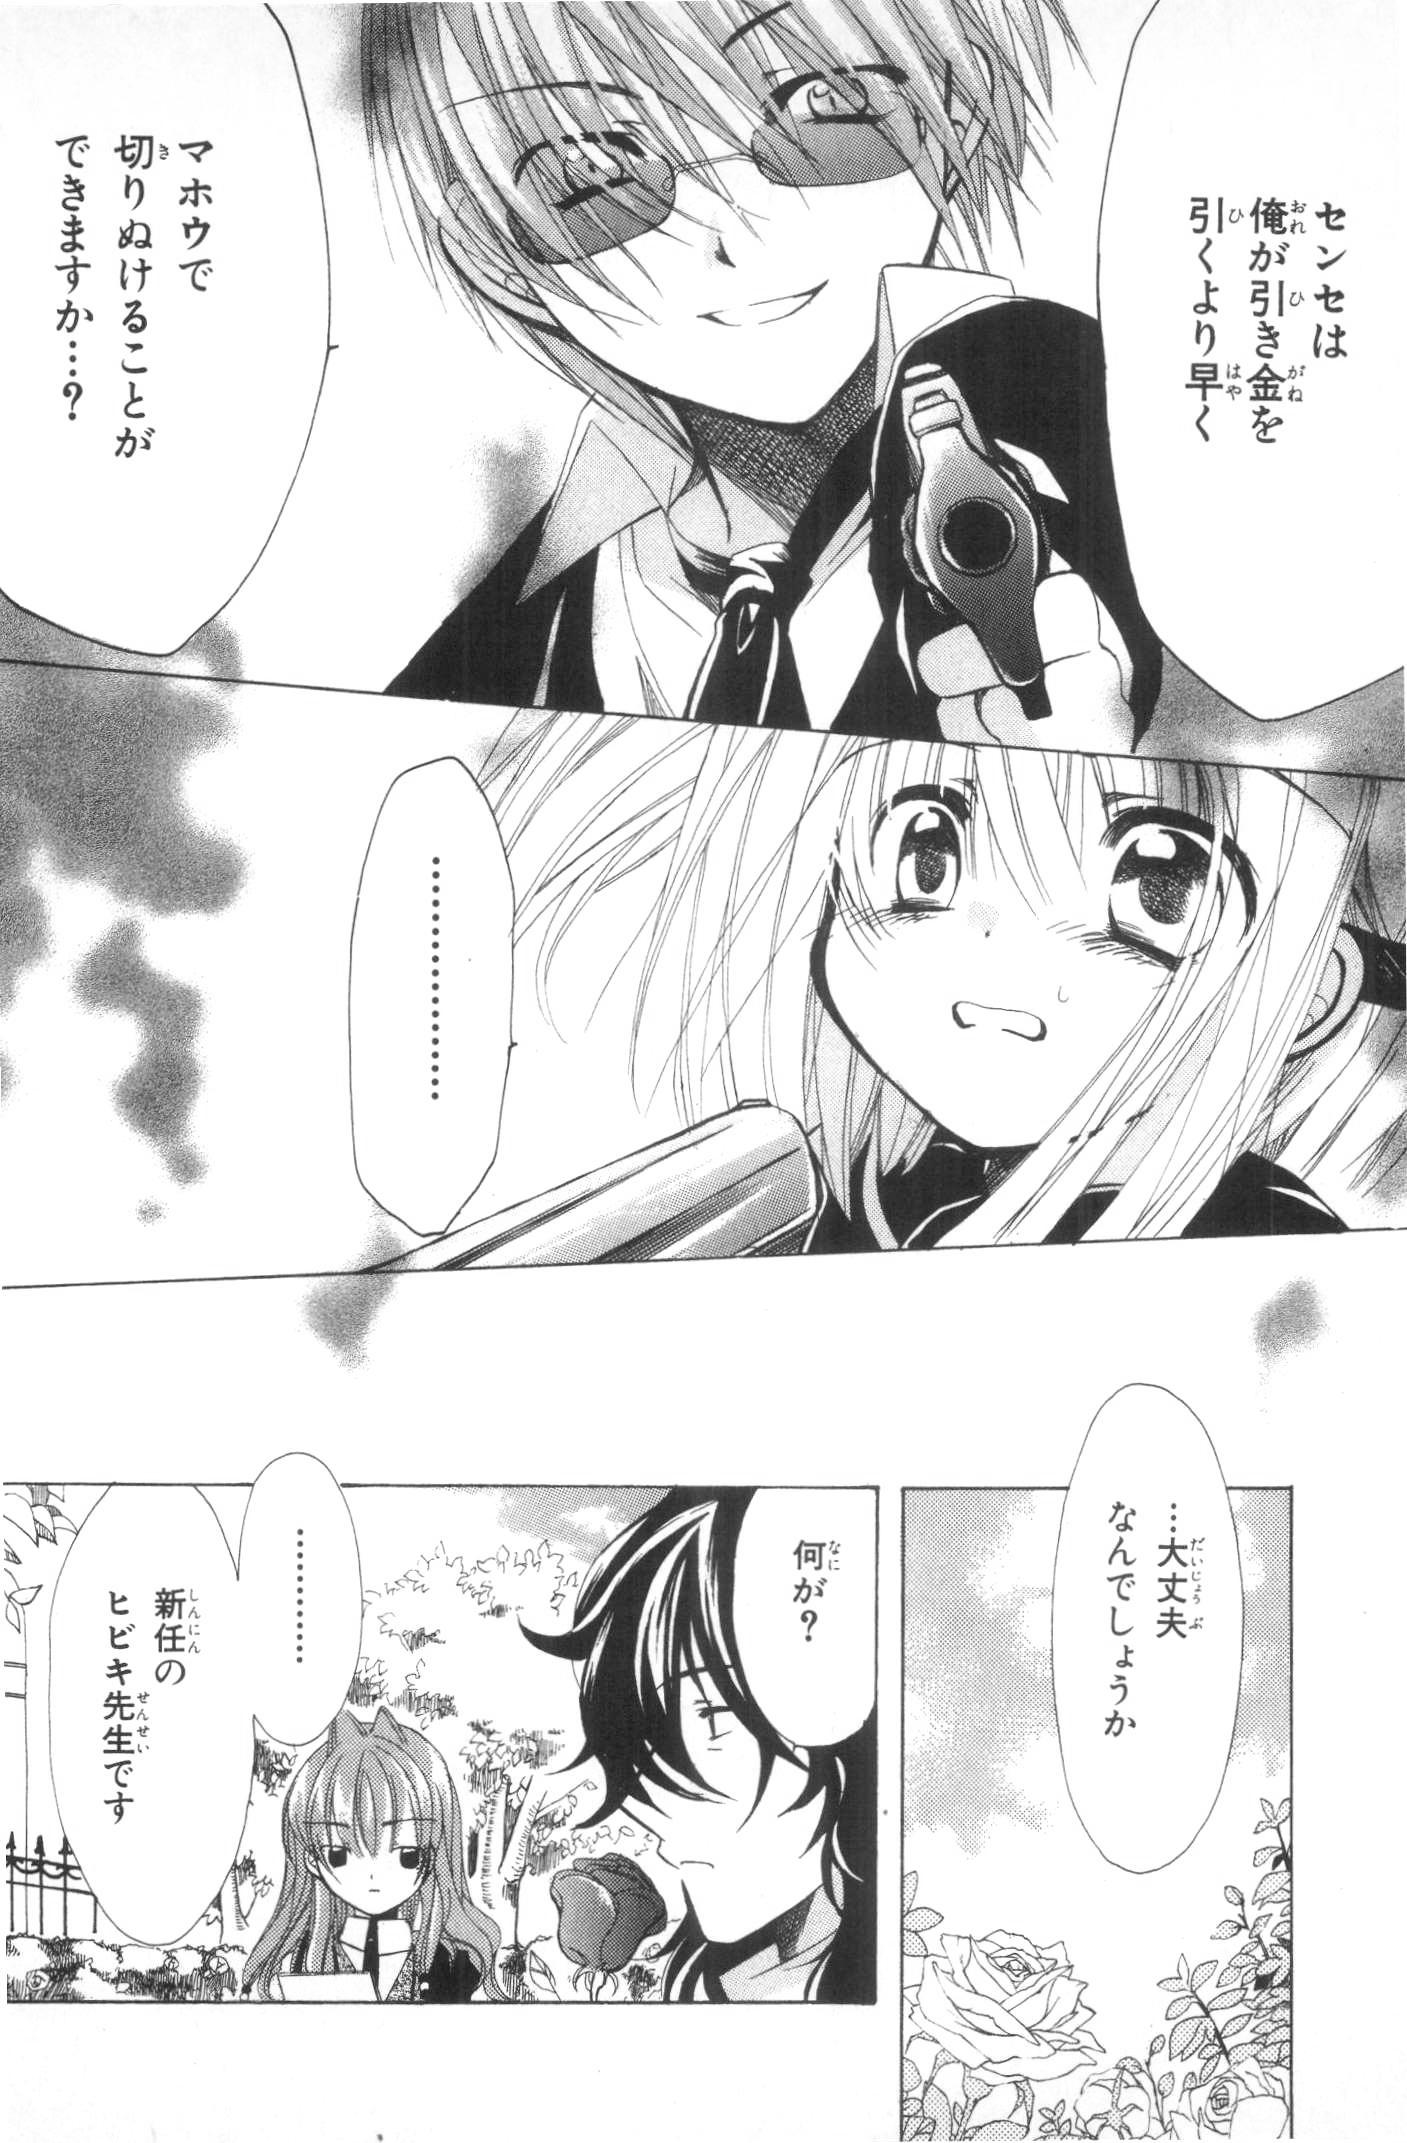 センセは
俺が引き金を
引くより早く
マホウで
切りぬけることが
できますか…?
…………
…大丈夫
なんでしょうか
何が?
…………
新任の
ヒビキ先生です